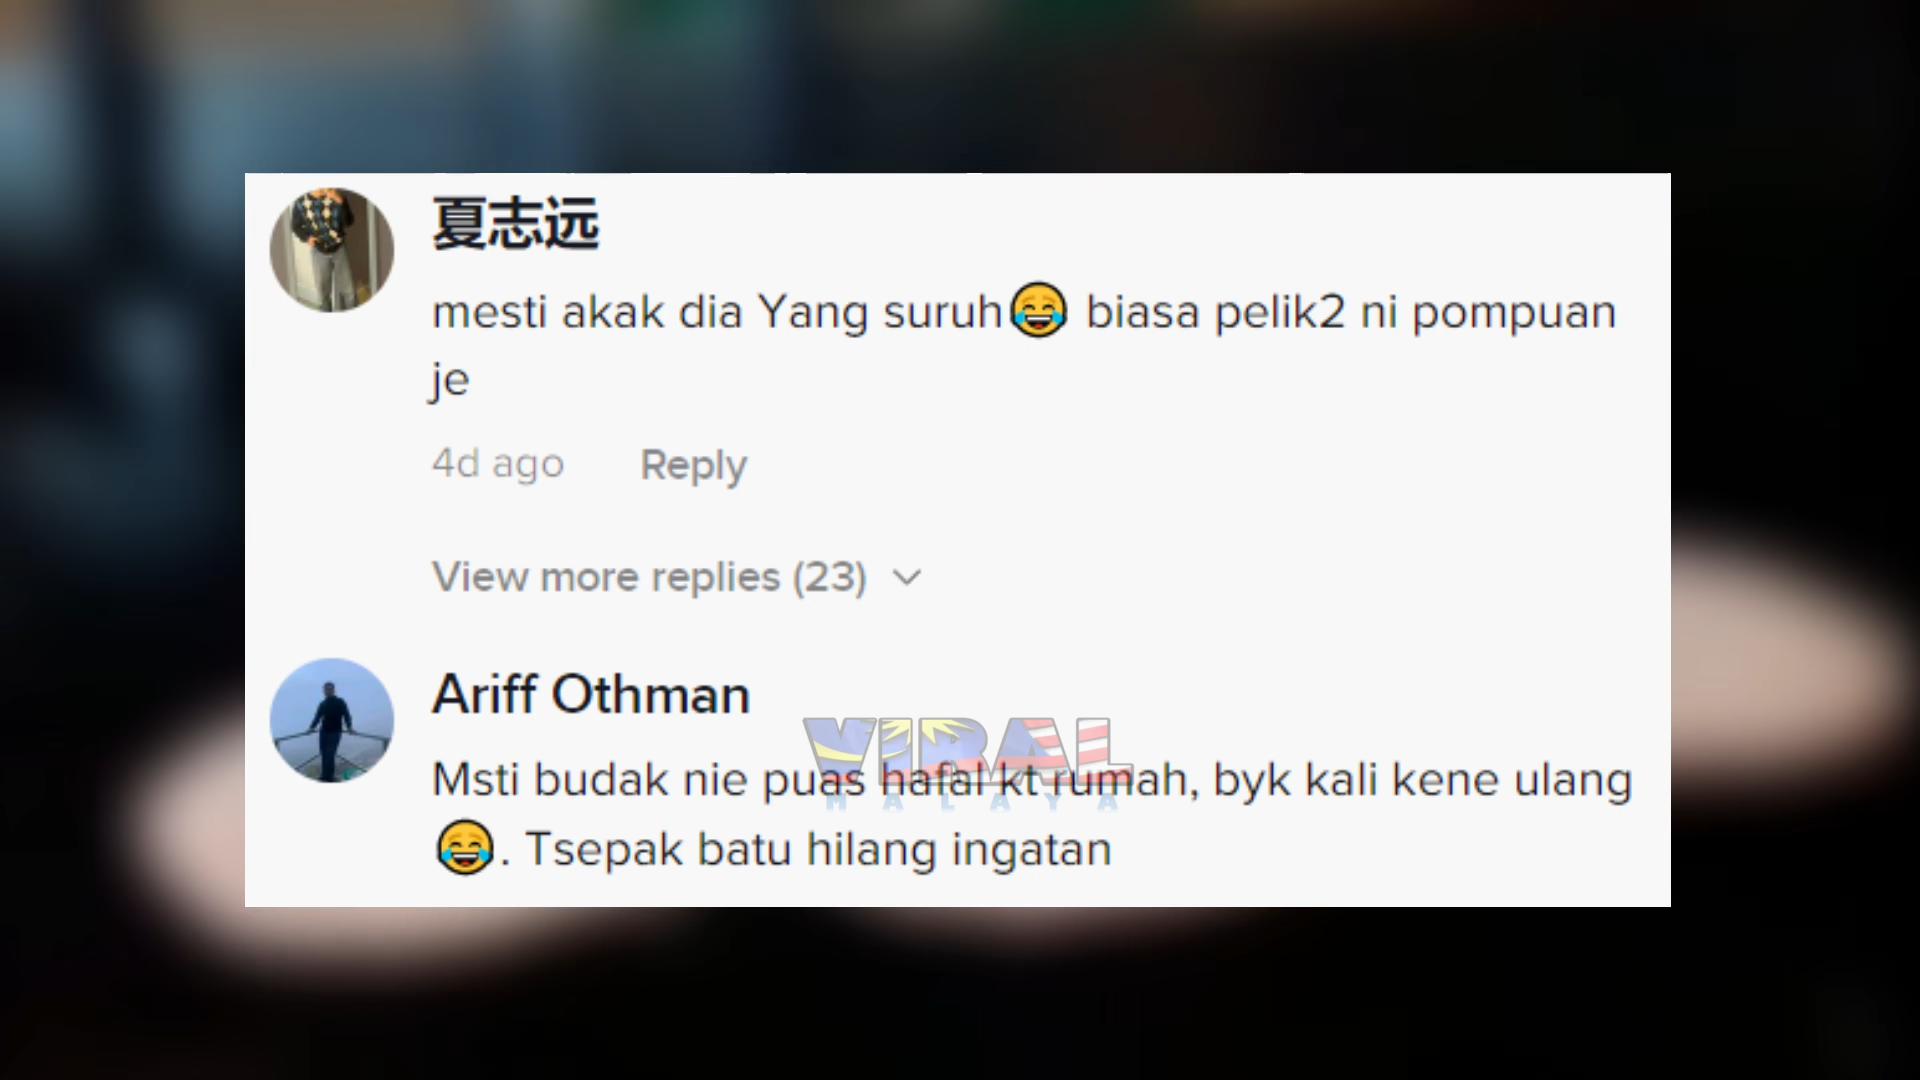 夏志远
mesti akak dia Yang suruh😂 biasa pelik2 ni pompuan
je
4d ago Reply
View more replies (23)
Ariff Othman
VIRAL
MALAYA
Msti budak nie puas hafal kt rumah, byk kali kene ulang
😂. Tsepak batu hilang ingatan